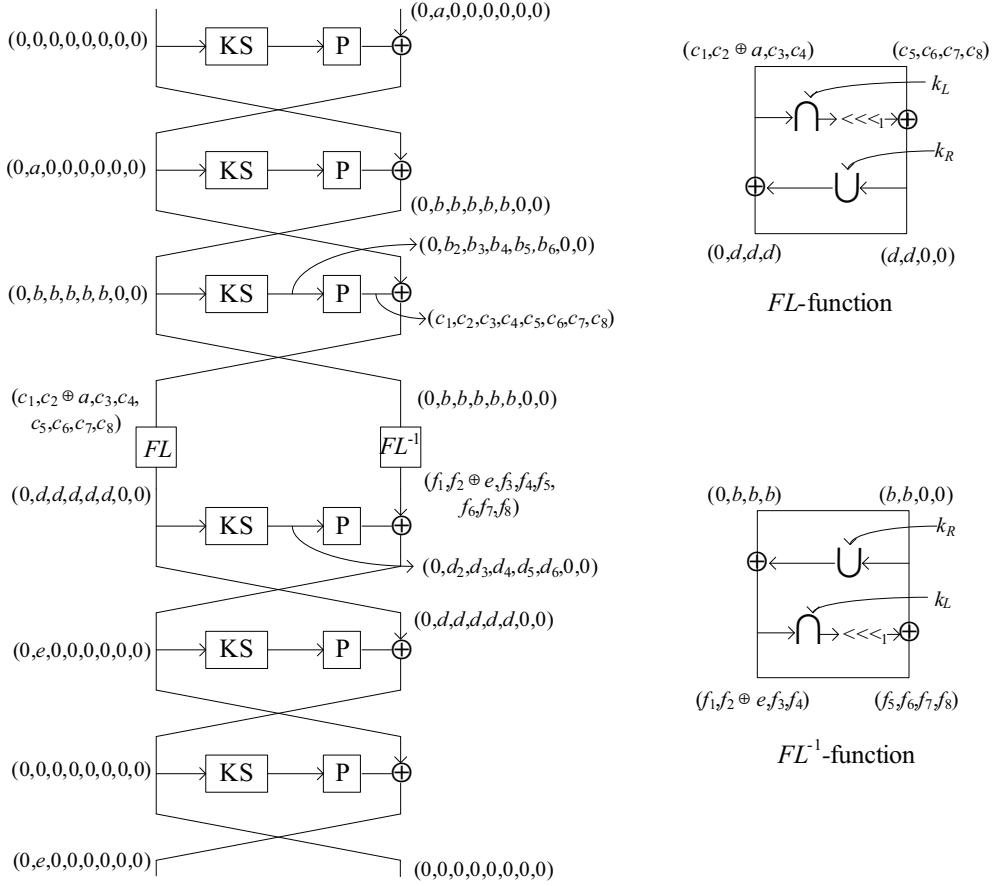 (0,a,0,0,0,0,0,0)
(0,0,0,0,0,0,0,0)
KS
P
(0,a,0,0,0,0,0,0)
KS
P
(0,b,b,b,b,b,0,0)
(0,b₂,b₃,b₄,b₅,b₆,0,0)
(0,b,b,b,b,b,0,0)
KS
P
(c₁,c₂,c₃,c₄,c₅,c₆,c₇,c₈)
(c₁,c₂ ⊕ a,c₃,c₄,
c₅,c₆,c₇,c₈)
(0,b,b,b,b,b,0,0)
FL
FL⁻¹
(0,d,d,d,d,d,0,0)
(f₁,f₂ ⊕ e,f₃,f₄,f₅,
f₆,f₇,f₈)
KS
P
(0,d₂,d₃,d₄,d₅,d₆,0,0)
(0,d,d,d,d,d,0,0)
(0,e,0,0,0,0,0,0)
KS
P
(0,0,0,0,0,0,0,0)
KS
P
(0,e,0,0,0,0,0,0)
(0,0,0,0,0,0,0,0)
(c₁,c₂ ⊕ a,c₃,c₄)
(c₅,c₆,c₇,c₈)
k_L
⋂
<<<₁
k_R
⋃
(0,d,d,d)
(d,d,0,0)
FL-function
(0,b,b,b)
(b,b,0,0)
k_R
⋃
k_L
⋂
<<<₁
(f₁,f₂ ⊕ e,f₃,f₄)
(f₅,f₆,f₇,f₈)
FL⁻¹-function